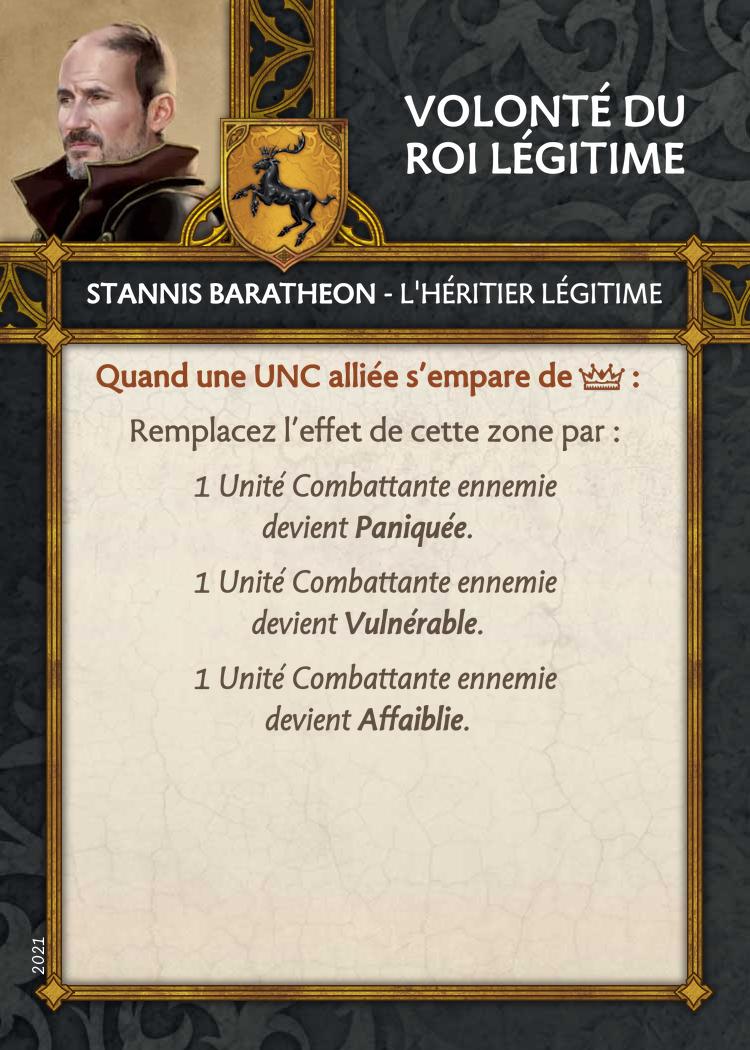 VOLONTÉ DU
ROI LÉGITIME
STANNIS BARATHEON - L'HÉRITIER LÉGITIME
Quand une UNC alliée s’empare de :
Remplacez l’effet de cette zone par :
1 Unité Combattante ennemie
devient Paniquée.
1 Unité Combattante ennemie
devient Vulnérable.
1 Unité Combattante ennemie
devient Affaiblie.
2021